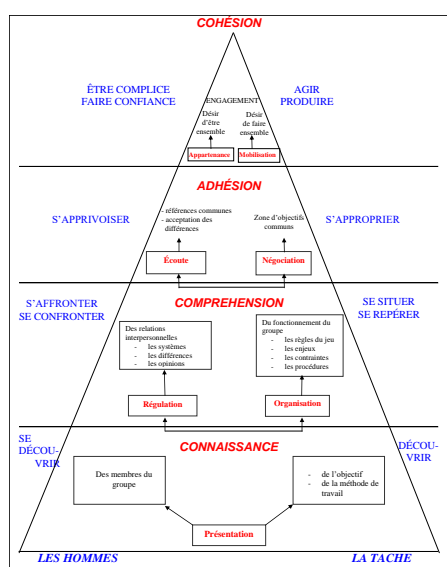 COHÉSION
ÊTRE COMPLICE
FAIRE CONFIANCE
AGIR
PRODUIRE
ENGAGEMENT
Désir
d'être
ensemble
Désir
de faire
ensemble
Appartenance
Mobilisation
ADHÉSION
S'APPRIVOISER
- références communes
- acceptation des
différences
Zone d'objectifs
communs
S'APPROPRIER
Écoute
Négociation
S'AFFRONTER
SE CONFRONTER
COMPREHENSION
SE SITUER
SE REPÉRER
Des relations
interpersonnelles
- les systèmes
- les différences
- les opinions
Du fonctionnement du
groupe
- les règles du jeu
- les enjeux
- les contraintes
- les procédures
Régulation
Organisation
SE
DÉCOU-
VRIR
CONNAISSANCE
DÉCOU-
VRIR
Des membres du
groupe
- de l'objectif
- de la méthode de
travail
Présentation
LES HOMMES
LA TACHE